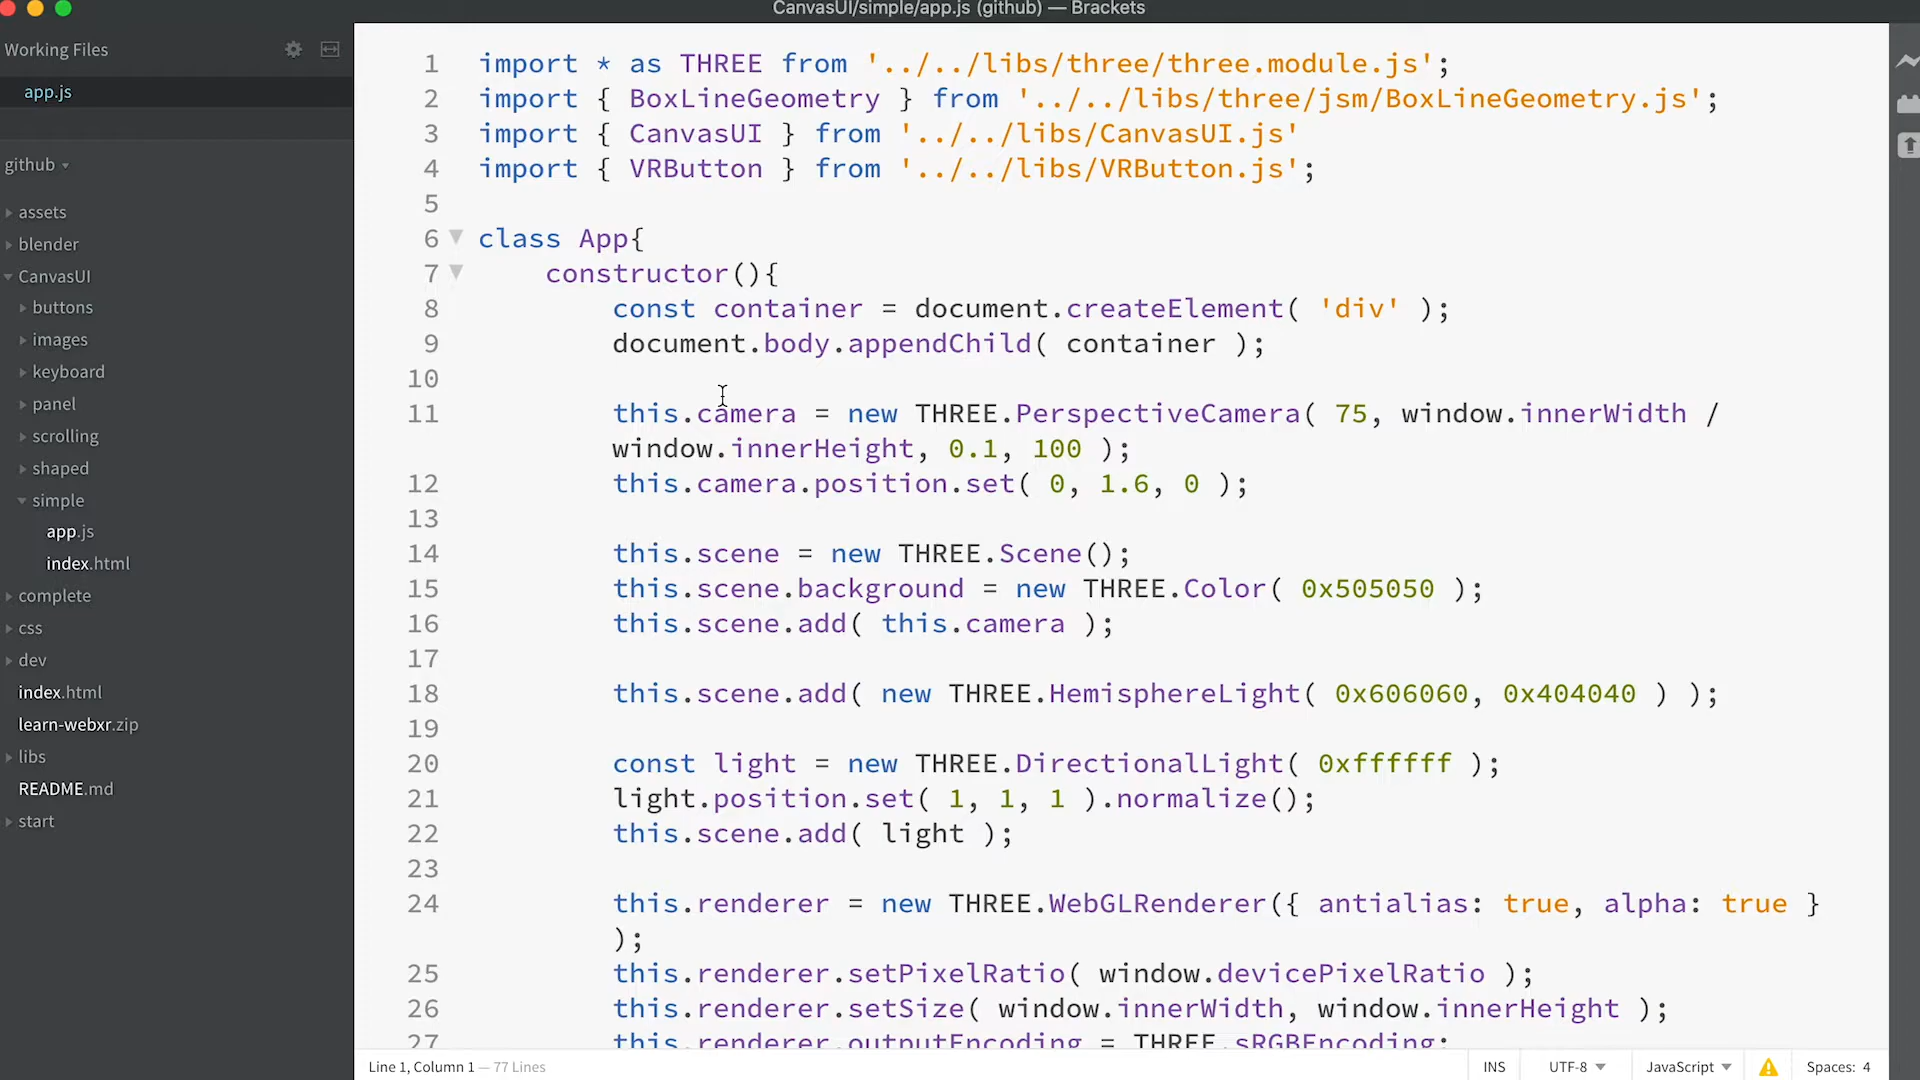 CanvasUI/simple/app.js (github) — Brackets
Working Files
app.js
github
assets
blender
CanvasUI
buttons
images
keyboard
panel
scrolling
shaped
simple
app.js
index.html
complete
css
dev
index.html
learn-webxr.zip
libs
README.md
start
1 import * as THREE from '../../libs/three/three.module.js';
2 import { BoxLineGeometry } from '../../libs/three/jsm/BoxLineGeometry.js';
3 import { CanvasUI } from '../../libs/CanvasUI.js'
4 import { VRButton } from '../../libs/VRButton.js';
5
6 class App{
7 constructor(){
8 const container = document.createElement( 'div' );
9 document.body.appendChild( container );
10
11 this.camera = new THREE.PerspectiveCamera( 75, window.innerWidth /
window.innerHeight, 0.1, 100 );
12 this.camera.position.set( 0, 1.6, 0 );
13
14 this.scene = new THREE.Scene();
15 this.scene.background = new THREE.Color( 0x505050 );
16 this.scene.add( this.camera );
17
18 this.scene.add( new THREE.HemisphereLight( 0x606060, 0x404040 ) );
19
20 const light = new THREE.DirectionalLight( 0xffffff );
21 light.position.set( 1, 1, 1 ).normalize();
22 this.scene.add( light );
23
24 this.renderer = new THREE.WebGLRenderer({ antialias: true, alpha: true }
);
25 this.renderer.setPixelRatio( window.devicePixelRatio );
26 this.renderer.setSize( window.innerWidth, window.innerHeight );
27 this.renderer.outputEncoding = THREE.sRGBEncoding;
Line 1, Column 1 — 77 Lines
INS
UTF-8
JavaScript
Spaces: 4